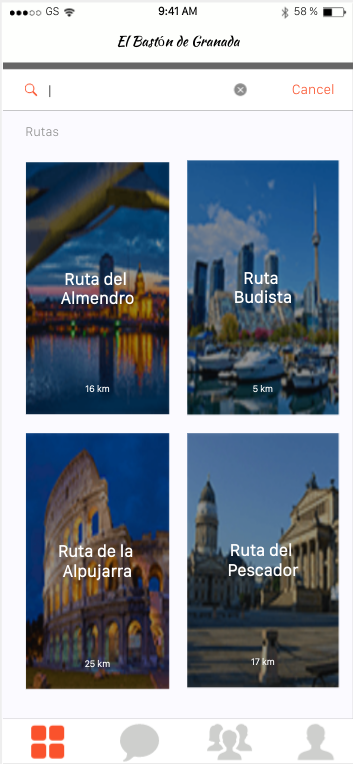 GS 9:41 AM 58 %
El Bastón de Granada
Cancel
Rutas
Ruta del
Almendro
16 km
Ruta
Budista
5 km
Ruta de la
Alpujarra
25 km
Ruta del
Pescador
17 km